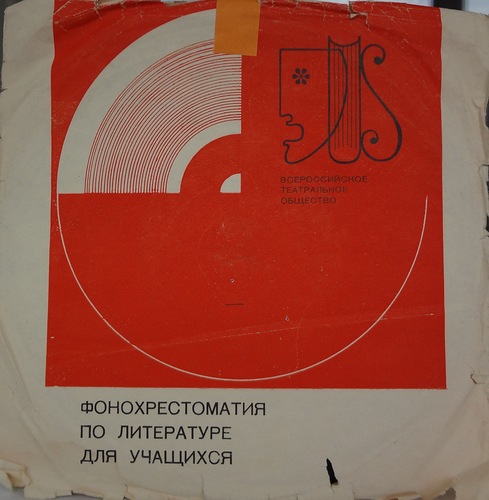 ВСЕРОССИЙСКОЕ
ТЕАТРАЛЬНОЕ
ОБЩЕСТВО
ФОНОХРЕСТОМАТИЯ
ПО ЛИТЕРАТУРЕ
ДЛЯ УЧАЩИХСЯ